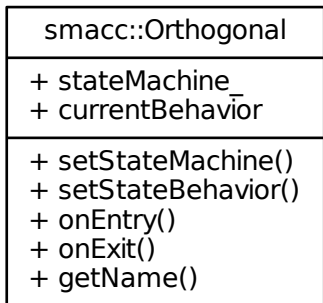 smacc::Orthogonal
+ stateMachine_
+ currentBehavior
+ setStateMachine()
+ setStateBehavior()
+ onEntry()
+ onExit()
+ getName()